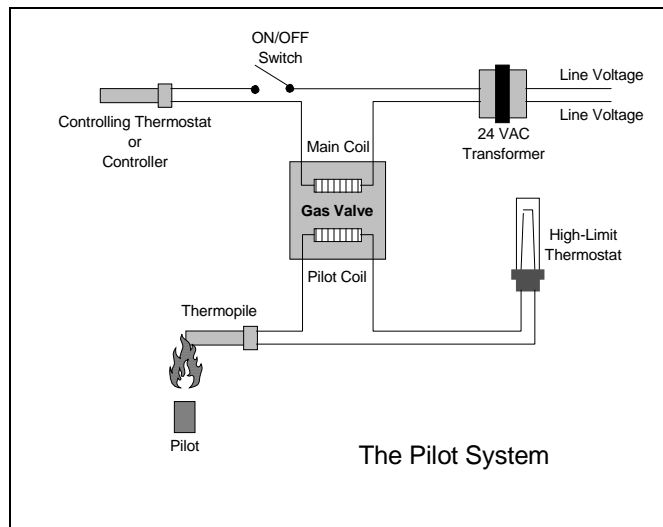 ON/OFF
Switch
Line Voltage
Line Voltage
Controlling Thermostat
or
Controller
24 VAC
Transformer
Main Coil
Gas Valve
Pilot Coil
High-Limit
Thermostat
Thermopile
Pilot
The Pilot System